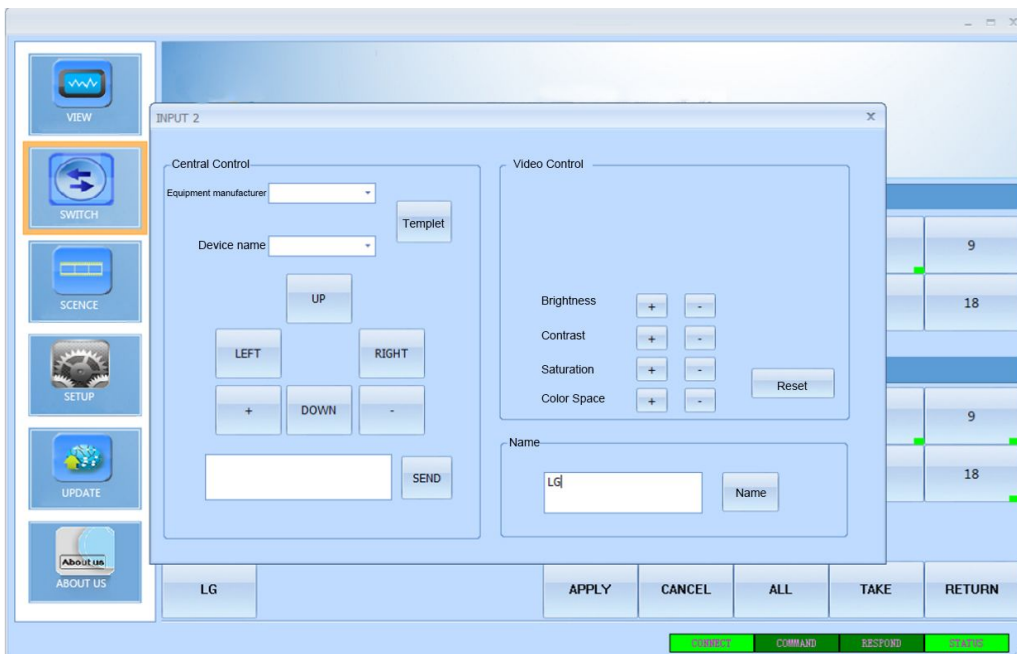 VIEW
SWITCH
SCENCE
SETUP
UPDATE
About us
ABOUT US
INPUT 2
X
Central Control
Equipment manufacturer
Templet
Device name
UP
LEFT
RIGHT
+
DOWN
-
SEND
Video Control
Brightness
+ -
Contrast
+ -
Saturation
+ -
Color Space
+ -
Reset
Name
LG
Name
9
18
9
18
LG
APPLY
CANCEL
ALL
TAKE
RETURN
CONNECT
COMMAND
RESPOND
STATUS